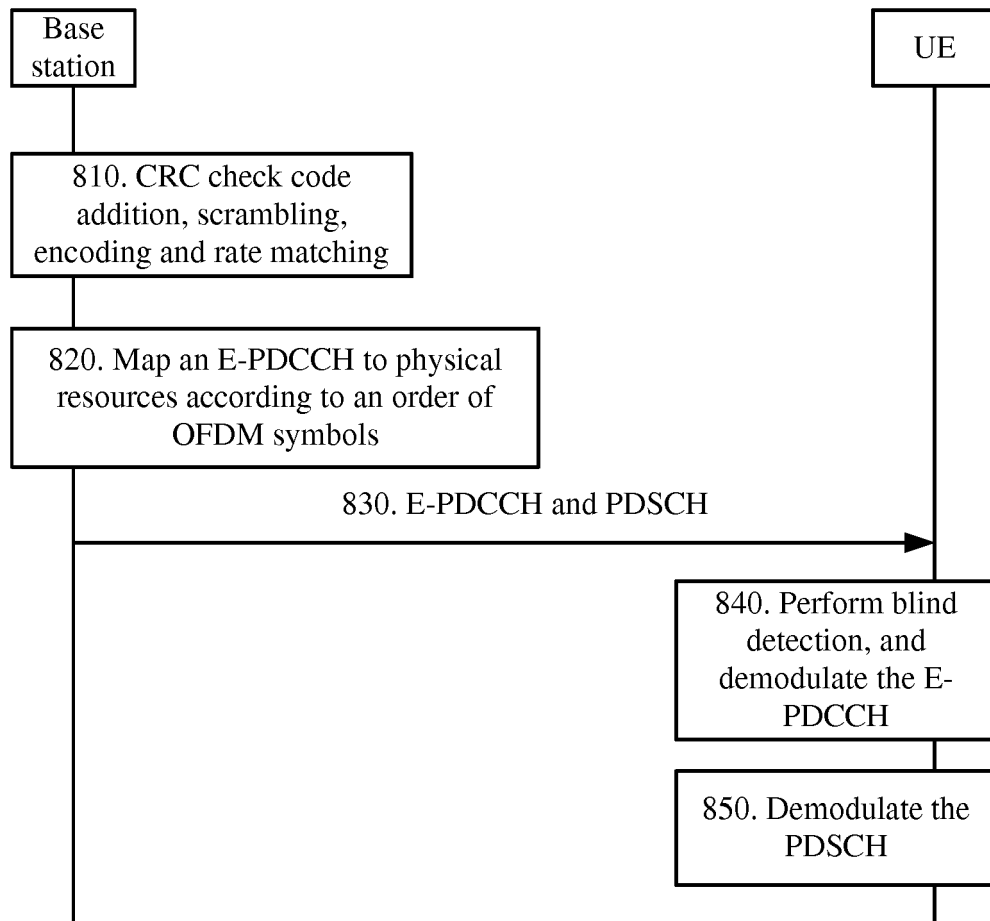 Base
station
UE
810. CRC check code
addition, scrambling,
encoding and rate matching
820. Map an E-PDCCH to physical
resources according to an order of
OFDM symbols
830. E-PDCCH and PDSCH
840. Perform blind
detection, and
demodulate the E-
PDCCH
850. Demodulate the
PDSCH